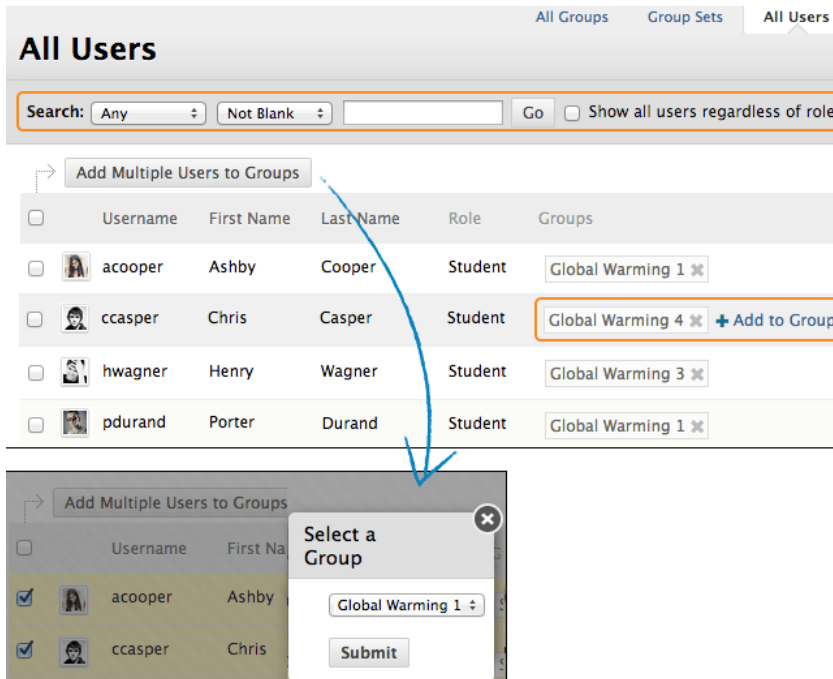 All Groups Group Sets All Users
All Users
Search: Any Not Blank Go Show all users regardless of role
Add Multiple Users to Groups
Username First Name Last Name Role Groups
acooper Ashby Cooper Student Global Warming 1
ccasper Chris Casper Student Global Warming 4 + Add to Group
hwagner Henry Wagner Student Global Warming 3
pdurand Porter Durand Student Global Warming 1
Add Multiple Users to Groups
Select a
Group
Username First Na
acooper Ashby
Global Warming 1
ccasper Chris
Submit